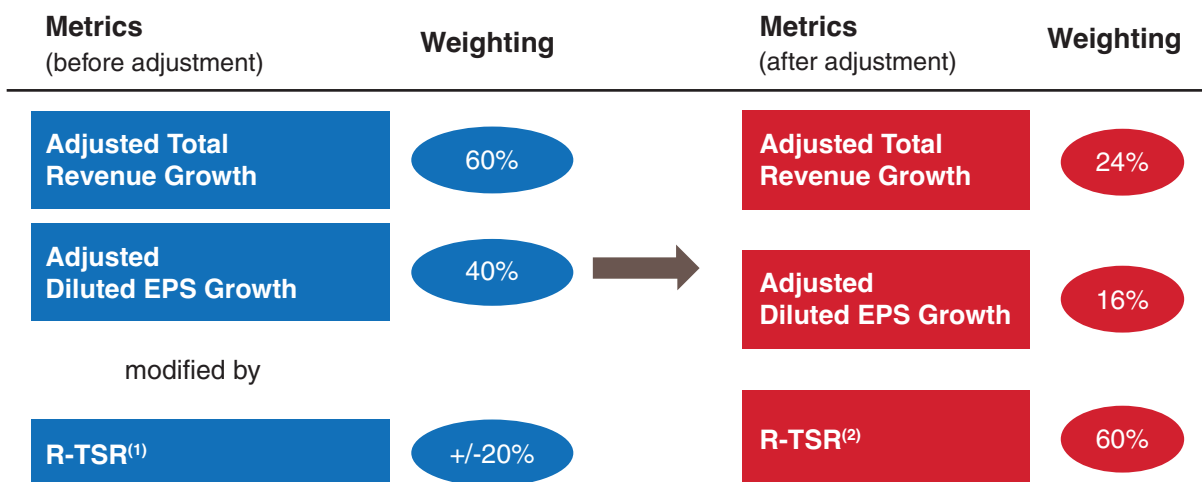 Metrics
(before adjustment)
Weighting
Metrics
(after adjustment)
Weighting
Adjusted Total
Revenue Growth
60%
Adjusted Total
Revenue Growth
24%
Adjusted
Diluted EPS Growth
40%
Adjusted
Diluted EPS Growth
16%
modified by
R-TSR(1)
+/-20%
R-TSR(2)
60%